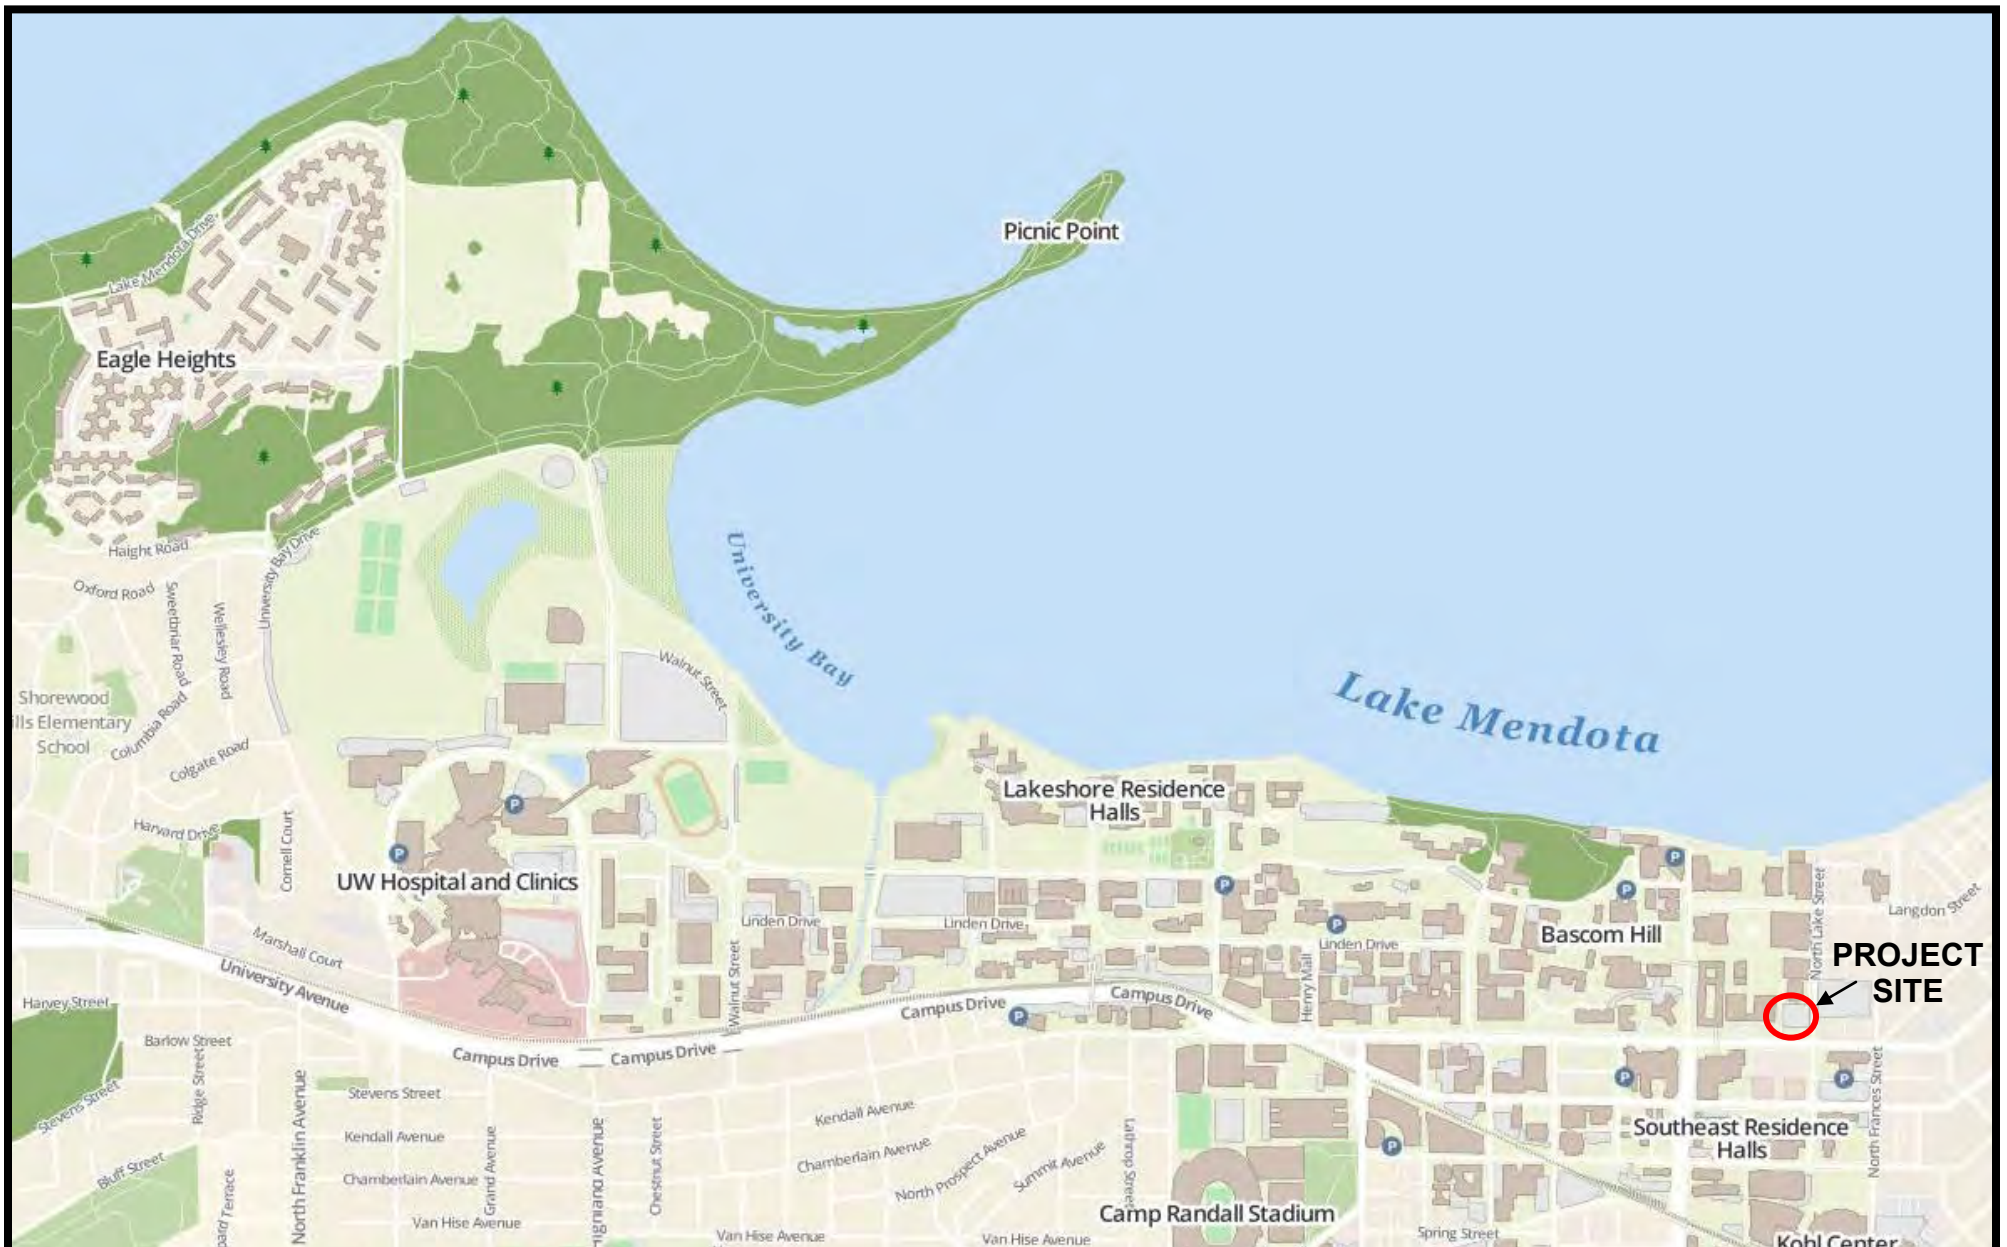 Picnic Point
Lake Mendota Drive
Eagle Heights
Haight Road
University Bay Drive
Oxford Road
Sweetbriar Road
Wellesley Road
University Bay
Walnut Street
Shorewood
lls Elementary
School
Columbia Road
Colgate Road
Lake Mendota
Lakeshore Residence
Halls
Harvard Drive
Cornell Court
P
P
P
P
P
P
P
UW Hospital and Clinics
Linden Drive
Linden Drive
Linden Drive
Bascom Hill
North Lake Street
Langdon Street
PROJECT
SITE
Marshall Court
University Avenue
Walnut Street
Henry Mall
Harvey Street
Campus Drive
Campus Drive
P
Barlow Street
Ridge Street
Campus Drive
Campus Drive
Stevens Street
Stevens Street
North Franklin Avenue
Kendall Avenue
Kendall Avenue
P
P
North Frances Street
Southeast Residence
Halls
P
Bluff Street
Chamberlain Avenue
Grand Avenue
Chestnut Street
Chamberlain Avenue
North Prospect Avenue
Summit Avenue
Lathrop Street
Camp Randall Stadium
Van Hise Avenue
Van Hise Avenue
Van Hise Avenue
Spring Street
Kohl Center